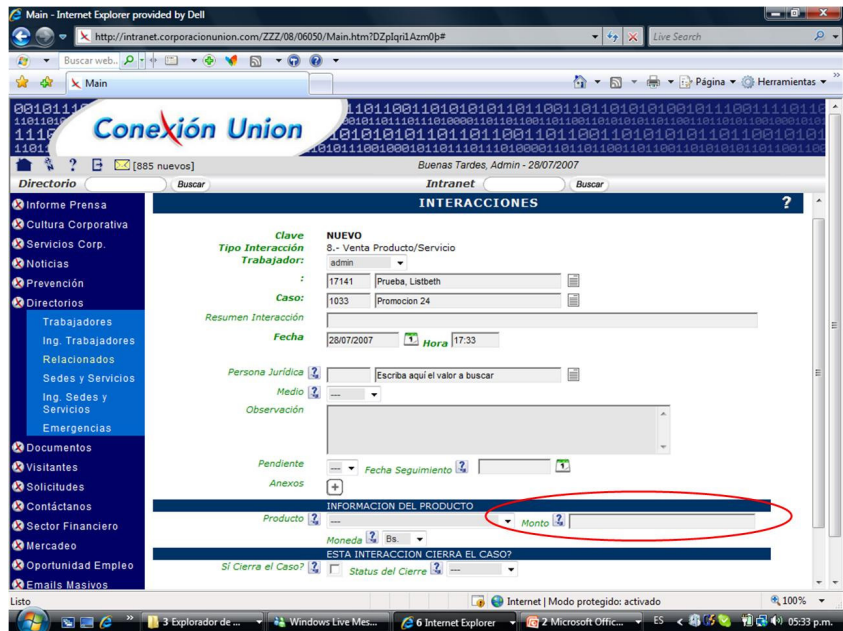 Main - Internet Explorer provided by Dell
http://intranet.corporacionunion.com/ZZZ/08/06050/Main.htm?DZpIqri1Azm0þ#
Live Search
Buscar web..
Main
Página
Herramientas
Conexión Union
[885 nuevos]
Buenas Tardes, Admin - 28/07/2007
Directorio Buscar Intranet Buscar
INTERACCIONES ?
Informe Prensa
Cultura Corporativa
Servicios Corp.
Noticias
Prevención
Directorios
Trabajadores
Ing. Trabajadores
Relacionados
Sedes y Servicios
Ing. Sedes y
Servicios
Emergencias
Documentos
Visitantes
Solicitudes
Contáctanos
Sector Financiero
Mercadeo
Oportunidad Empleo
Emails Masivos
Clave NUEVO
Tipo Interacción 8.- Venta Producto/Servicio
Trabajador: admin
: 17141 Prueba, Listbeth
Caso: 1033 Promocion 24
Resumen Interacción
Fecha 28/07/2007 Hora 17:33
Persona Jurídica ? Escriba aquí el valor a buscar
Medio ? ---
Observación
Pendiente --- Fecha Seguimiento ?
Anexos +
INFORMACION DEL PRODUCTO
Producto ? --- Monto ?
Moneda ? Bs.
ESTA INTERACCION CIERRA EL CASO?
Sí Cierra el Caso? ? Status del Cierre ? ---
Listo
Internet | Modo protegido: activado
100%
3 Explorador de ...
Windows Live Mes...
6 Internet Explorer
2 Microsoft Offic...
ES
05:33 p.m.